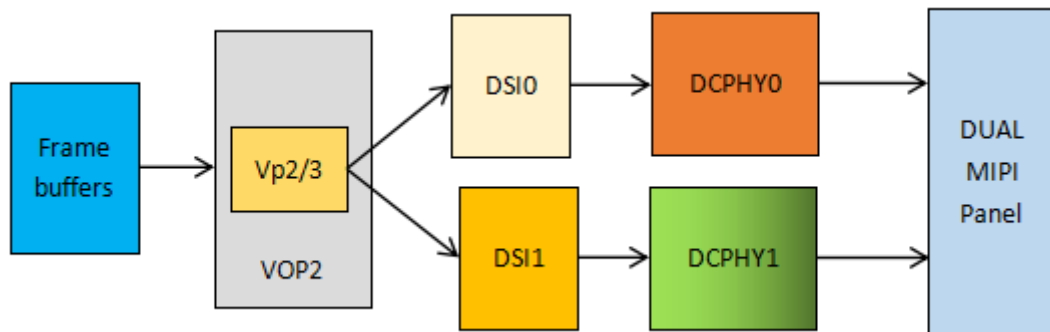 Frame
buffers
Vp2/3
VOP2
DSI0
DCPHY0
DSI1
DCPHY1
DUAL
MIPI
Panel